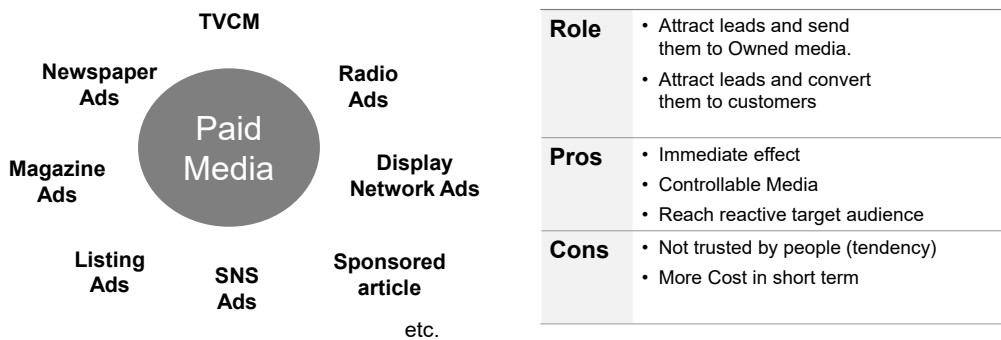 TVCM
Newspaper
Ads
Radio
Ads
Paid
Media
Magazine
Ads
Display
Network Ads
Listing
Ads
SNS
Ads
Sponsored
article
etc.
Role
• Attract leads and send
them to Owned media.
• Attract leads and convert
them to customers
Pros
• Immediate effect
• Controllable Media
• Reach reactive target audience
Cons
• Not trusted by people (tendency)
• More Cost in short term